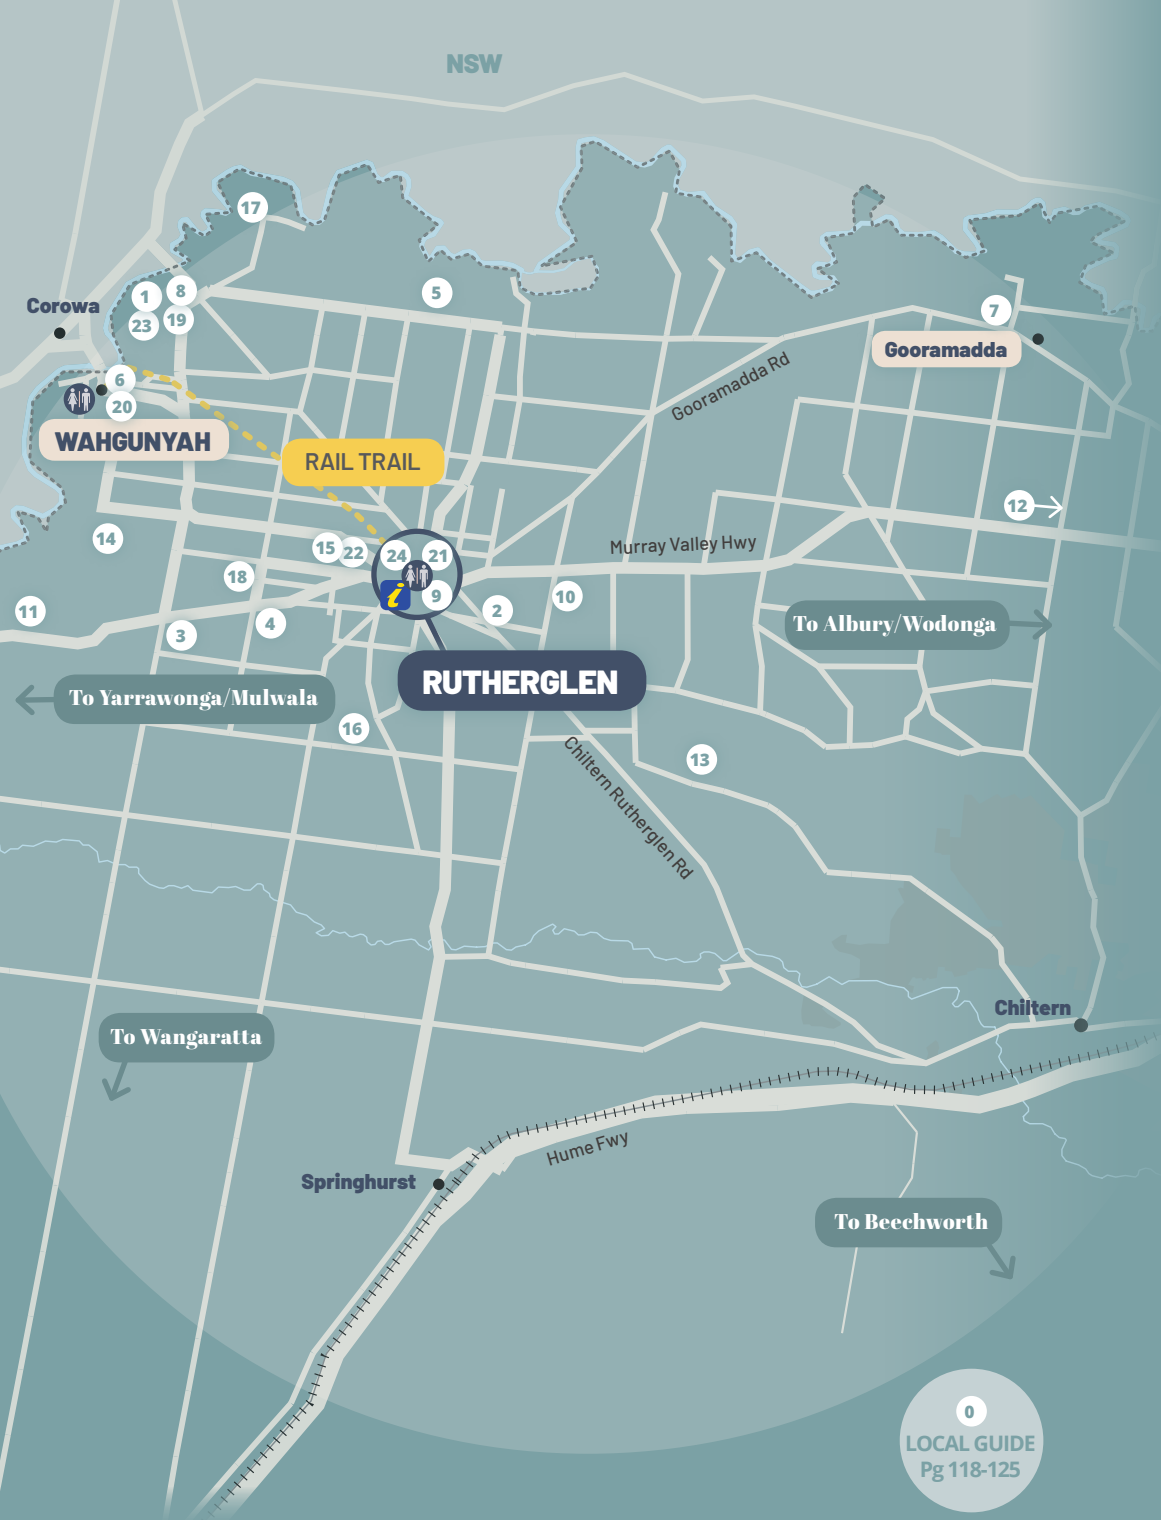 NSW
17
1
8
5
Corowa
23
19
7
Gooramadda
6
20
Gooramadda Rd
WAHGUNYAH
RAIL TRAIL
12
14
15
22
24
21
Murray Valley Hwy
18
i
9
10
11
2
4
3
To Albury/Wodonga
RUTHERGLEN
To Yarrawonga/Mulwala
16
13
Chiltern Rutherglen Rd
Chiltern
To Wangaratta
Hume Fwy
Springhurst
To Beechworth
0
LOCAL GUIDE
Pg 118-125